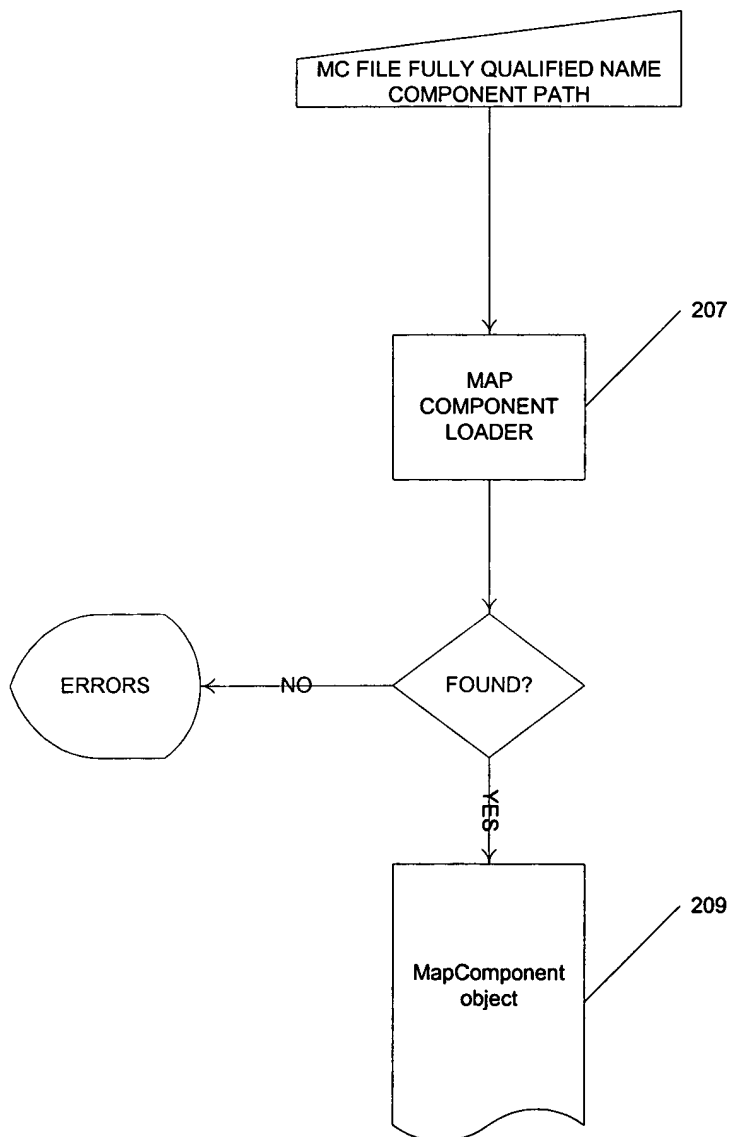 MC FILE FULLY QUALIFIED NAME
COMPONENT PATH
207
MAP
COMPONENT
LOADER
ERRORS
NO
FOUND?
YES
209
MapComponent
object